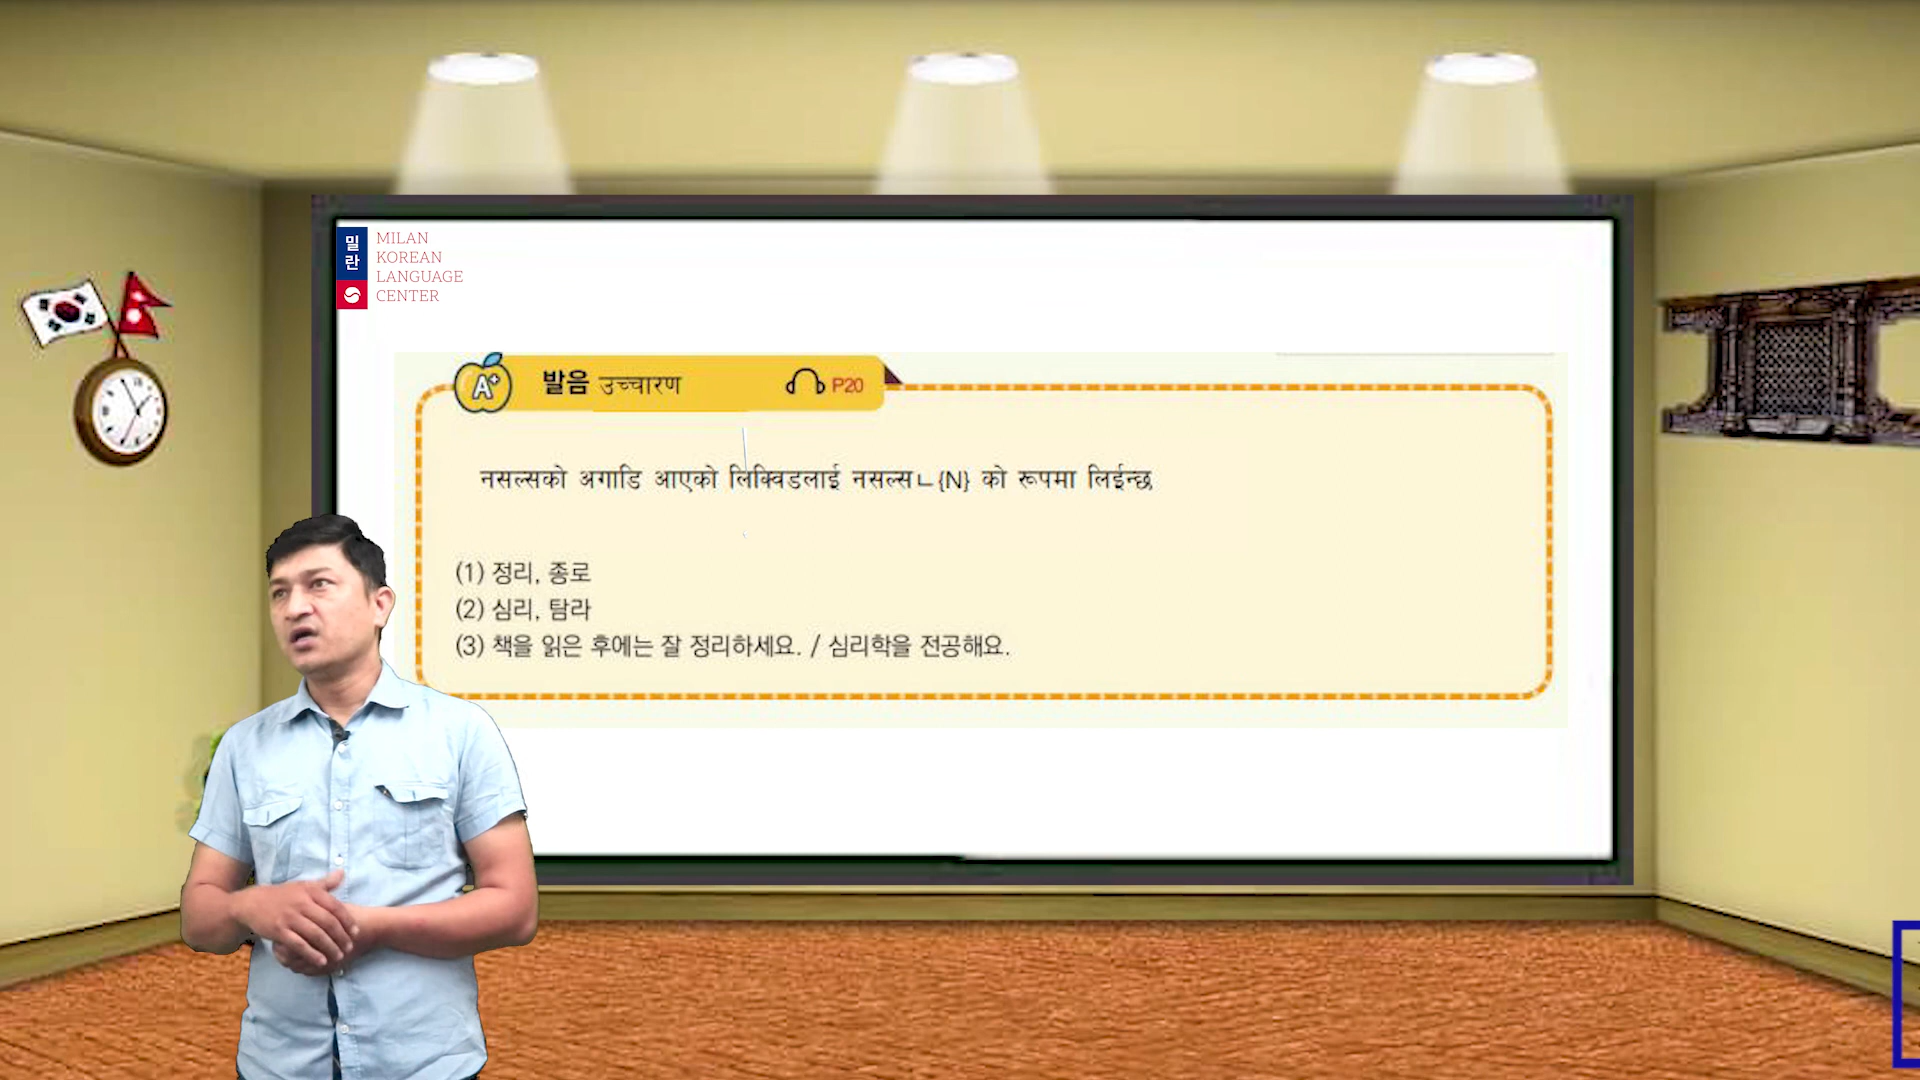 밀란
MILAN
KOREAN
LANGUAGE
CENTER
A+ 발음 उच्चारण P20
नसल्सको अगाडि आएको लिक्विडलाई नसल्सㄴ{N} को रूपमा लिईन्छ
(1) 정리, 종로
(2) 심리, 탐라
(3) 책을 읽은 후에는 잘 정리하세요. / 심리학을 전공해요.